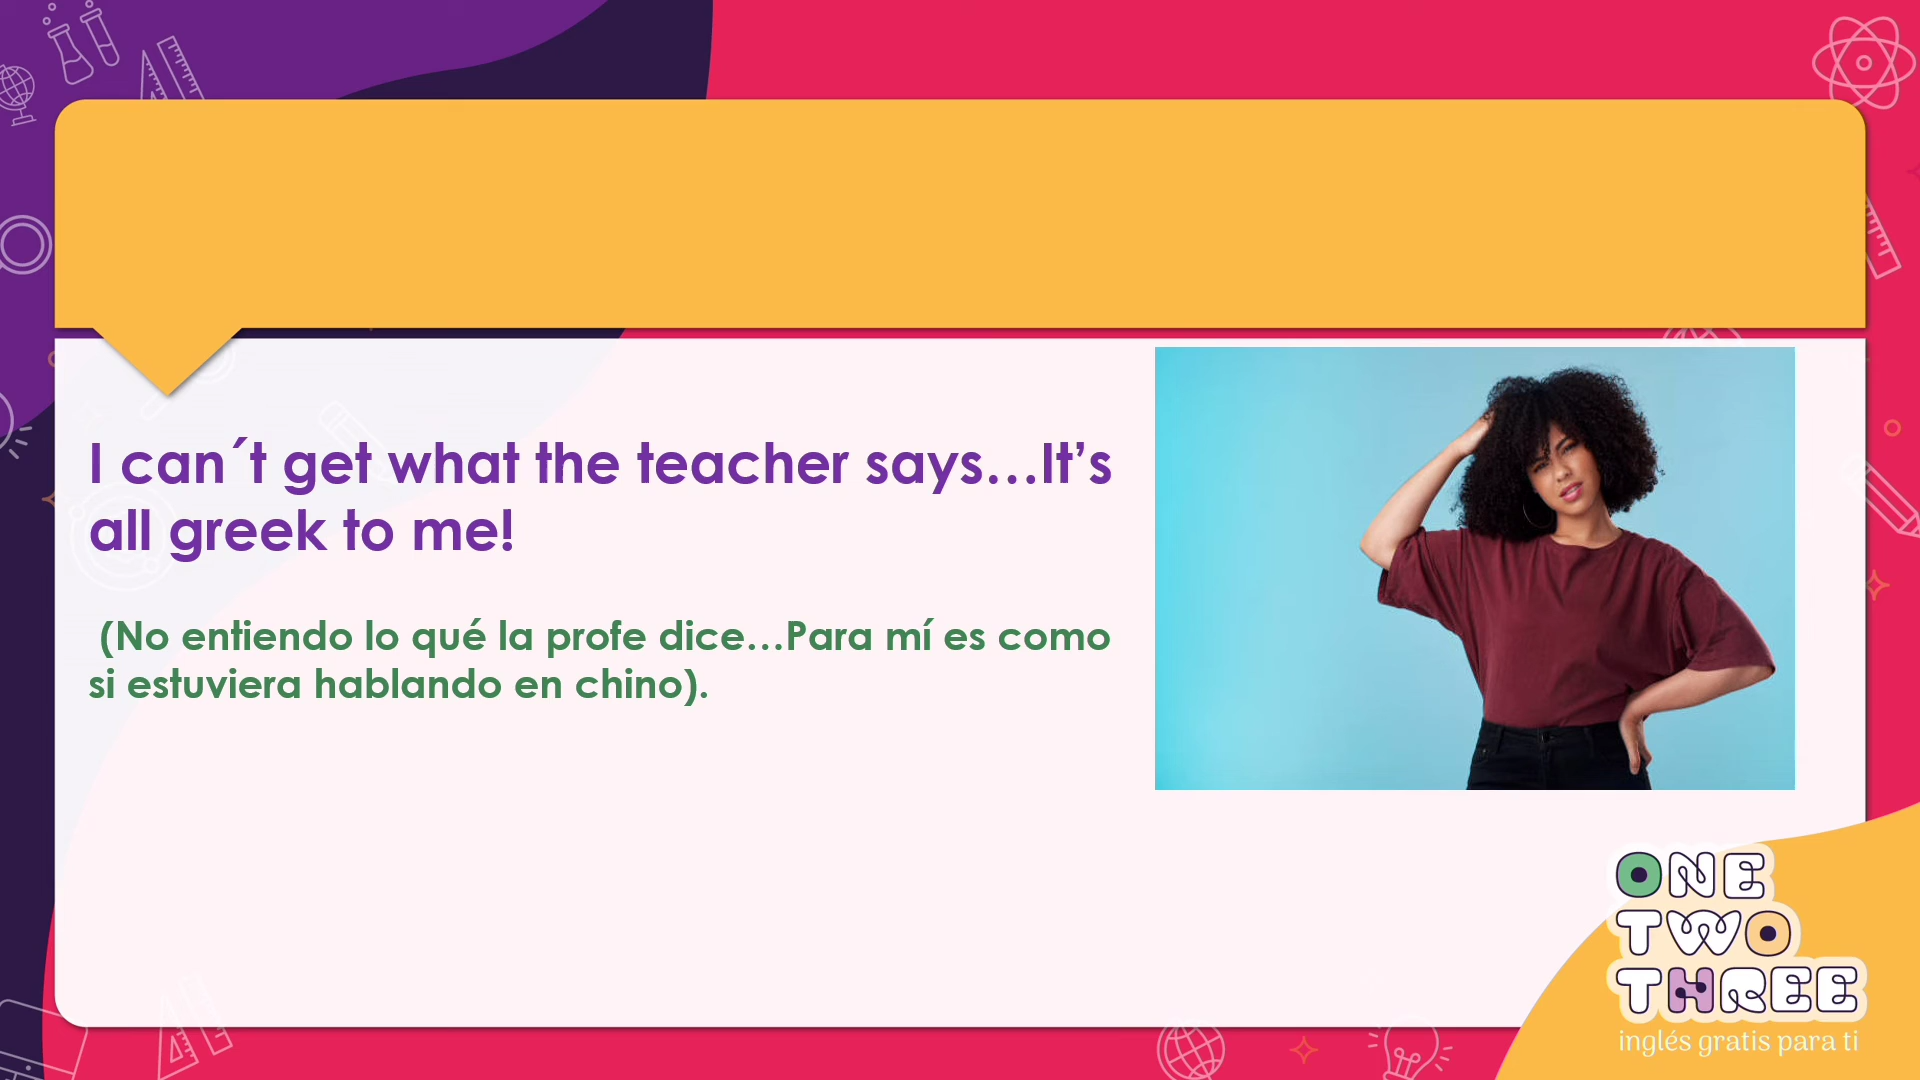 I can´t get what the teacher says…It’s
all greek to me!
(No entiendo lo qué la profe dice…Para mí es como
si estuviera hablando en chino).
ONE
TWO
THREE
inglés gratis para ti